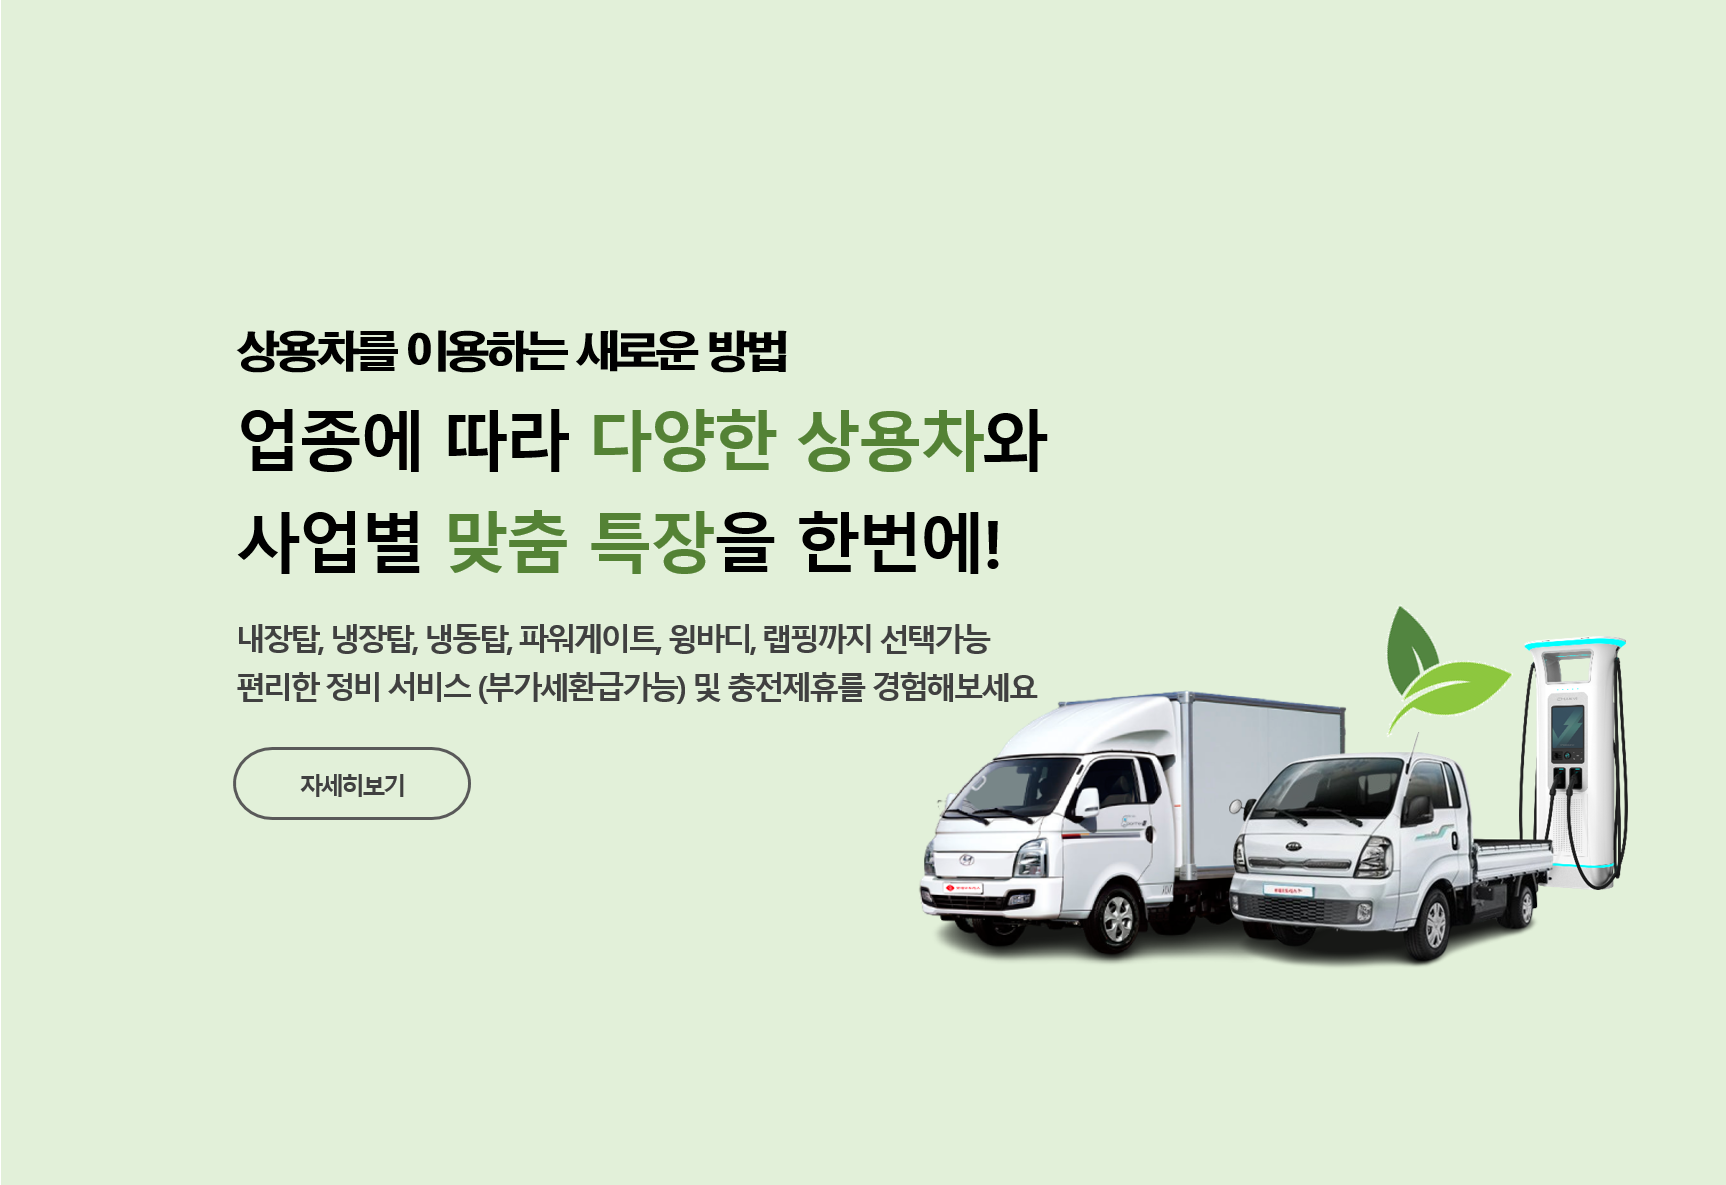 상용차를 이용하는 새로운 방법
업종에 따라 다양한 상용차와
사업별 맞춤 특장을 한번에!
내장탑, 냉장탑, 냉동탑, 파워게이트, 윙바디, 랩핑까지 선택가능
편리한 정비 서비스 (부가세환급가능) 및 충전제휴를 경험해보세요
자세히보기